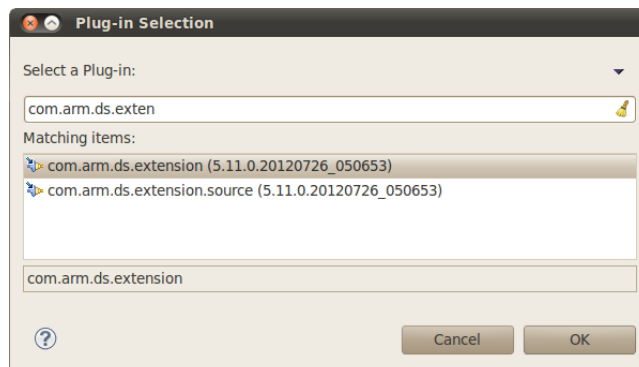 Plug-in Selection
Select a Plug-in:
com.arm.ds.exten
Matching items:
com.arm.ds.extension (5.11.0.20120726_050653)
com.arm.ds.extension.source (5.11.0.20120726_050653)
com.arm.ds.extension
?
Cancel OK